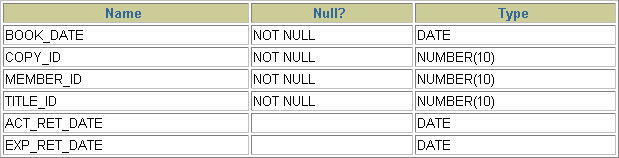 Name Null? Type
BOOK_DATE NOT NULL DATE
COPY_ID NOT NULL NUMBER(10)
MEMBER_ID NOT NULL NUMBER(10)
TITLE_ID NOT NULL NUMBER(10)
ACT_RET_DATE DATE
EXP_RET_DATE DATE